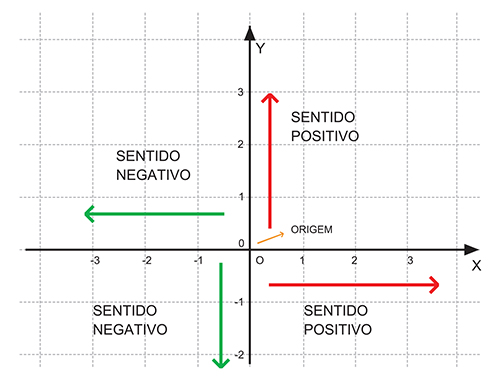 Y
3
SENTIDO
POSITIVO
2
SENTIDO
NEGATIVO
1
ORIGEM
0
-3 -2 -1 O 1 2 3 X
-1
SENTIDO
NEGATIVO
SENTIDO
POSITIVO
-2